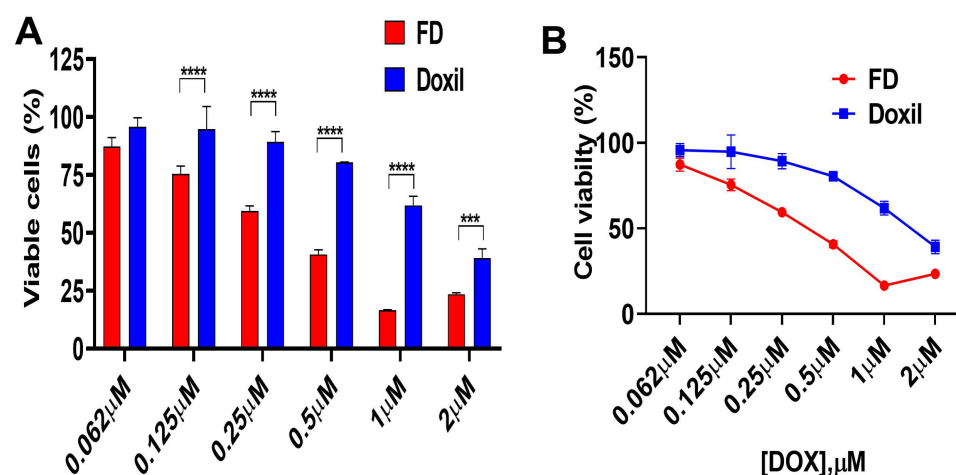 A
FD
Doxil
Viable cells (%)
125
100
75
50
25
0
****
****
****
****
***
0.062μM
0.125μM
0.25μM
0.5μM
1μM
2μM
B
FD
Doxil
Cell viabilty (%)
150
100
50
0
0.062μM
0.125μM
0.25μM
0.5μM
1μM
2μM
[DOX],μM